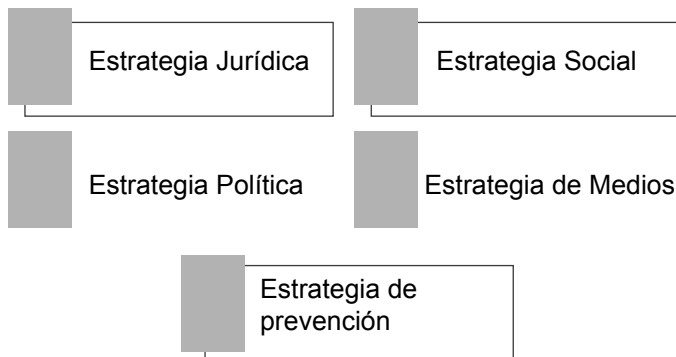 Estrategia Jurídica
Estrategia Social
Estrategia Política
Estrategia de Medios
Estrategia de
prevención